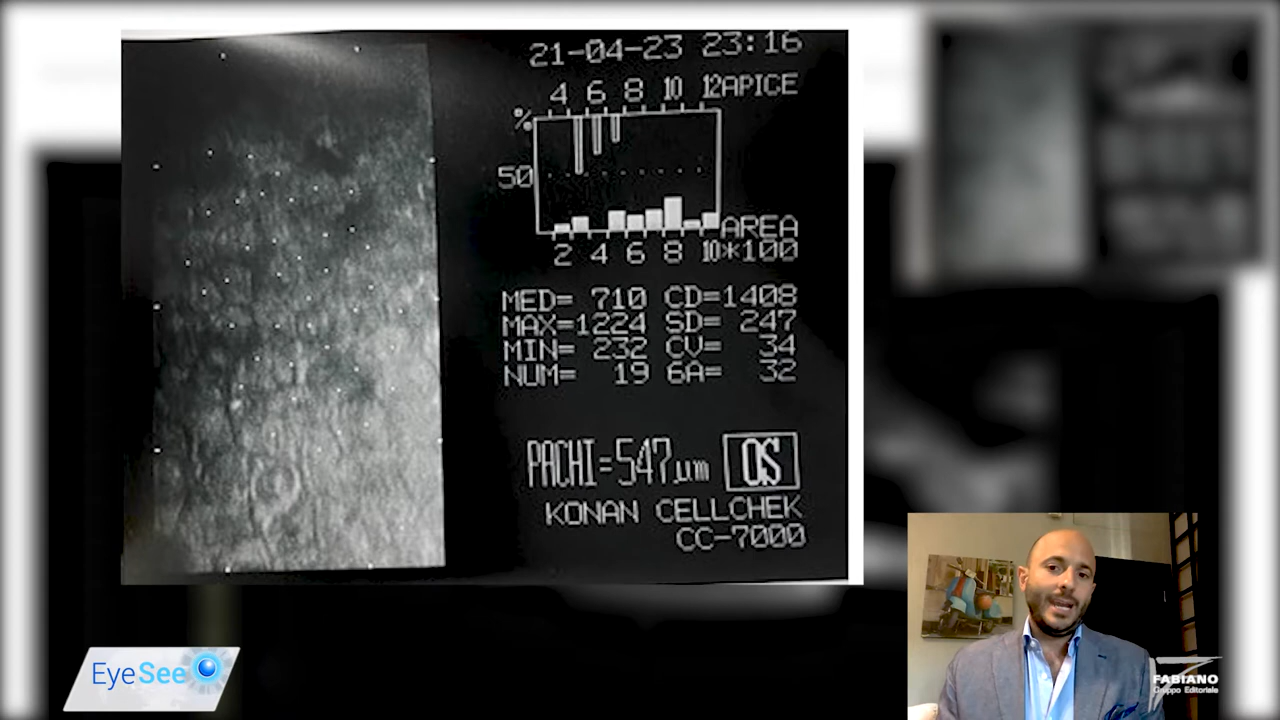 21-04-23 23:16
4 6 8 10 12APICE
%
50
AREA
2 4 6 8 10*100
MED= 710 CD=1408
MAX=1224 SD= 247
MIN= 232 CV= 34
NUM= 19 6A= 32
PACHI=547µm OS
KONAN CELLCHEK
CC-7000
EyeSee
FABIANO
Gruppo Editoriale